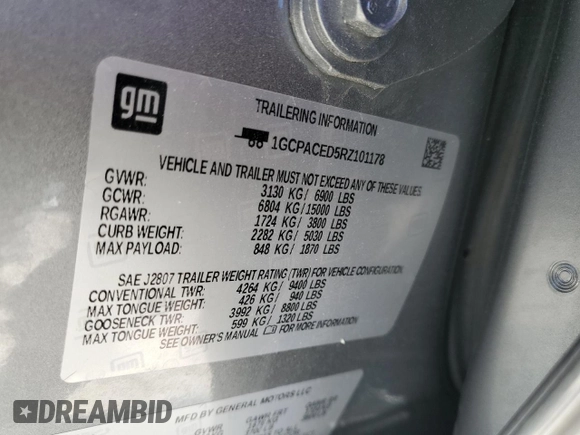 gm
TRAILERING INFORMATION
1GCPACED5RZ101178
VEHICLE AND TRAILER MUST NOT EXCEED ANY OF THESE VALUES
GVWR: 3130 KG/ 6900 LBS
GCWR: 6804 KG/ 15000 LBS
RGAWR: 1724 KG/ 3800 LBS
CURB WEIGHT: 2282 KG/ 5030 LBS
MAX PAYLOAD: 848 KG/ 1870 LBS
SAE J2807 TRAILER WEIGHT RATING (TWR) FOR VEHICLE CONFIGURATION
CONVENTIONAL TWR: 4264 KG/ 9400 LBS
MAX TONGUE WEIGHT: 426 KG/ 940 LBS
GOOSENECK TWR: 3992 KG/ 8800 LBS
MAX TONGUE WEIGHT: 599 KG/ 1320 LBS
SEE OWNER'S MANUAL FOR MORE INFORMATION
MFD BY GENERAL MOTORS LLC
GVWR GAWR FRT
DREAMBID